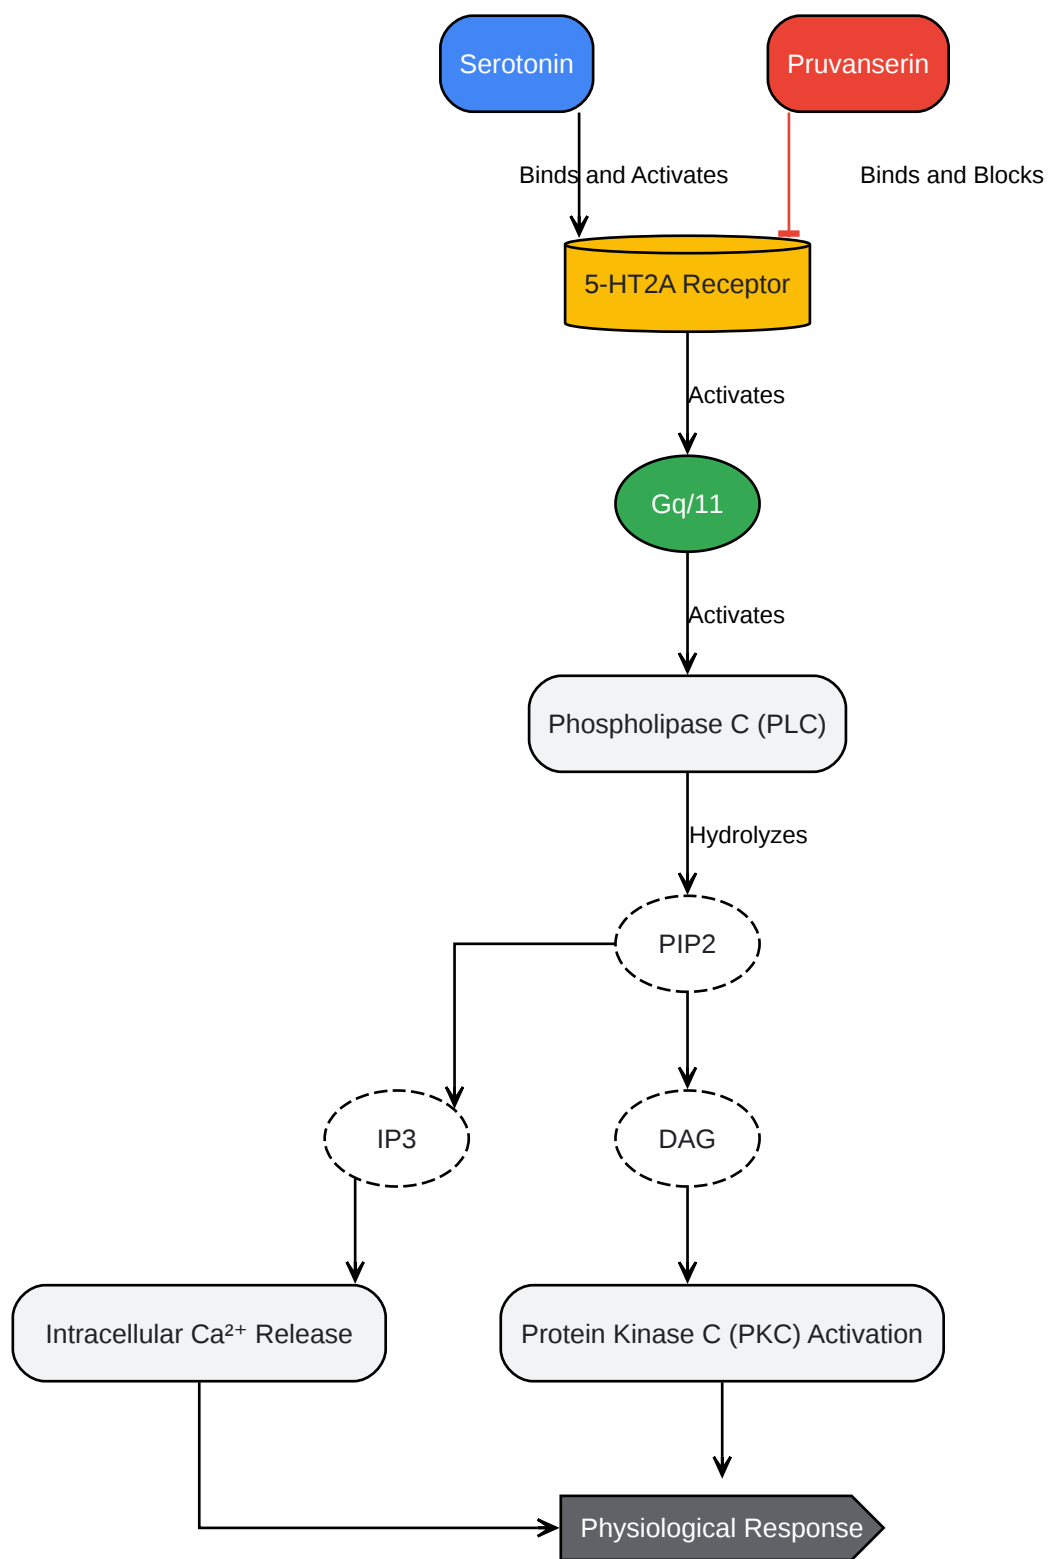 Serotonin
Pruvanserin
Binds and Activates
Binds and Blocks
5-HT2A Receptor
Activates
Gq/11
Activates
Phospholipase C (PLC)
Hydrolyzes
PIP2
IP3
DAG
Intracellular Ca²⁺ Release
Protein Kinase C (PKC) Activation
Physiological Response